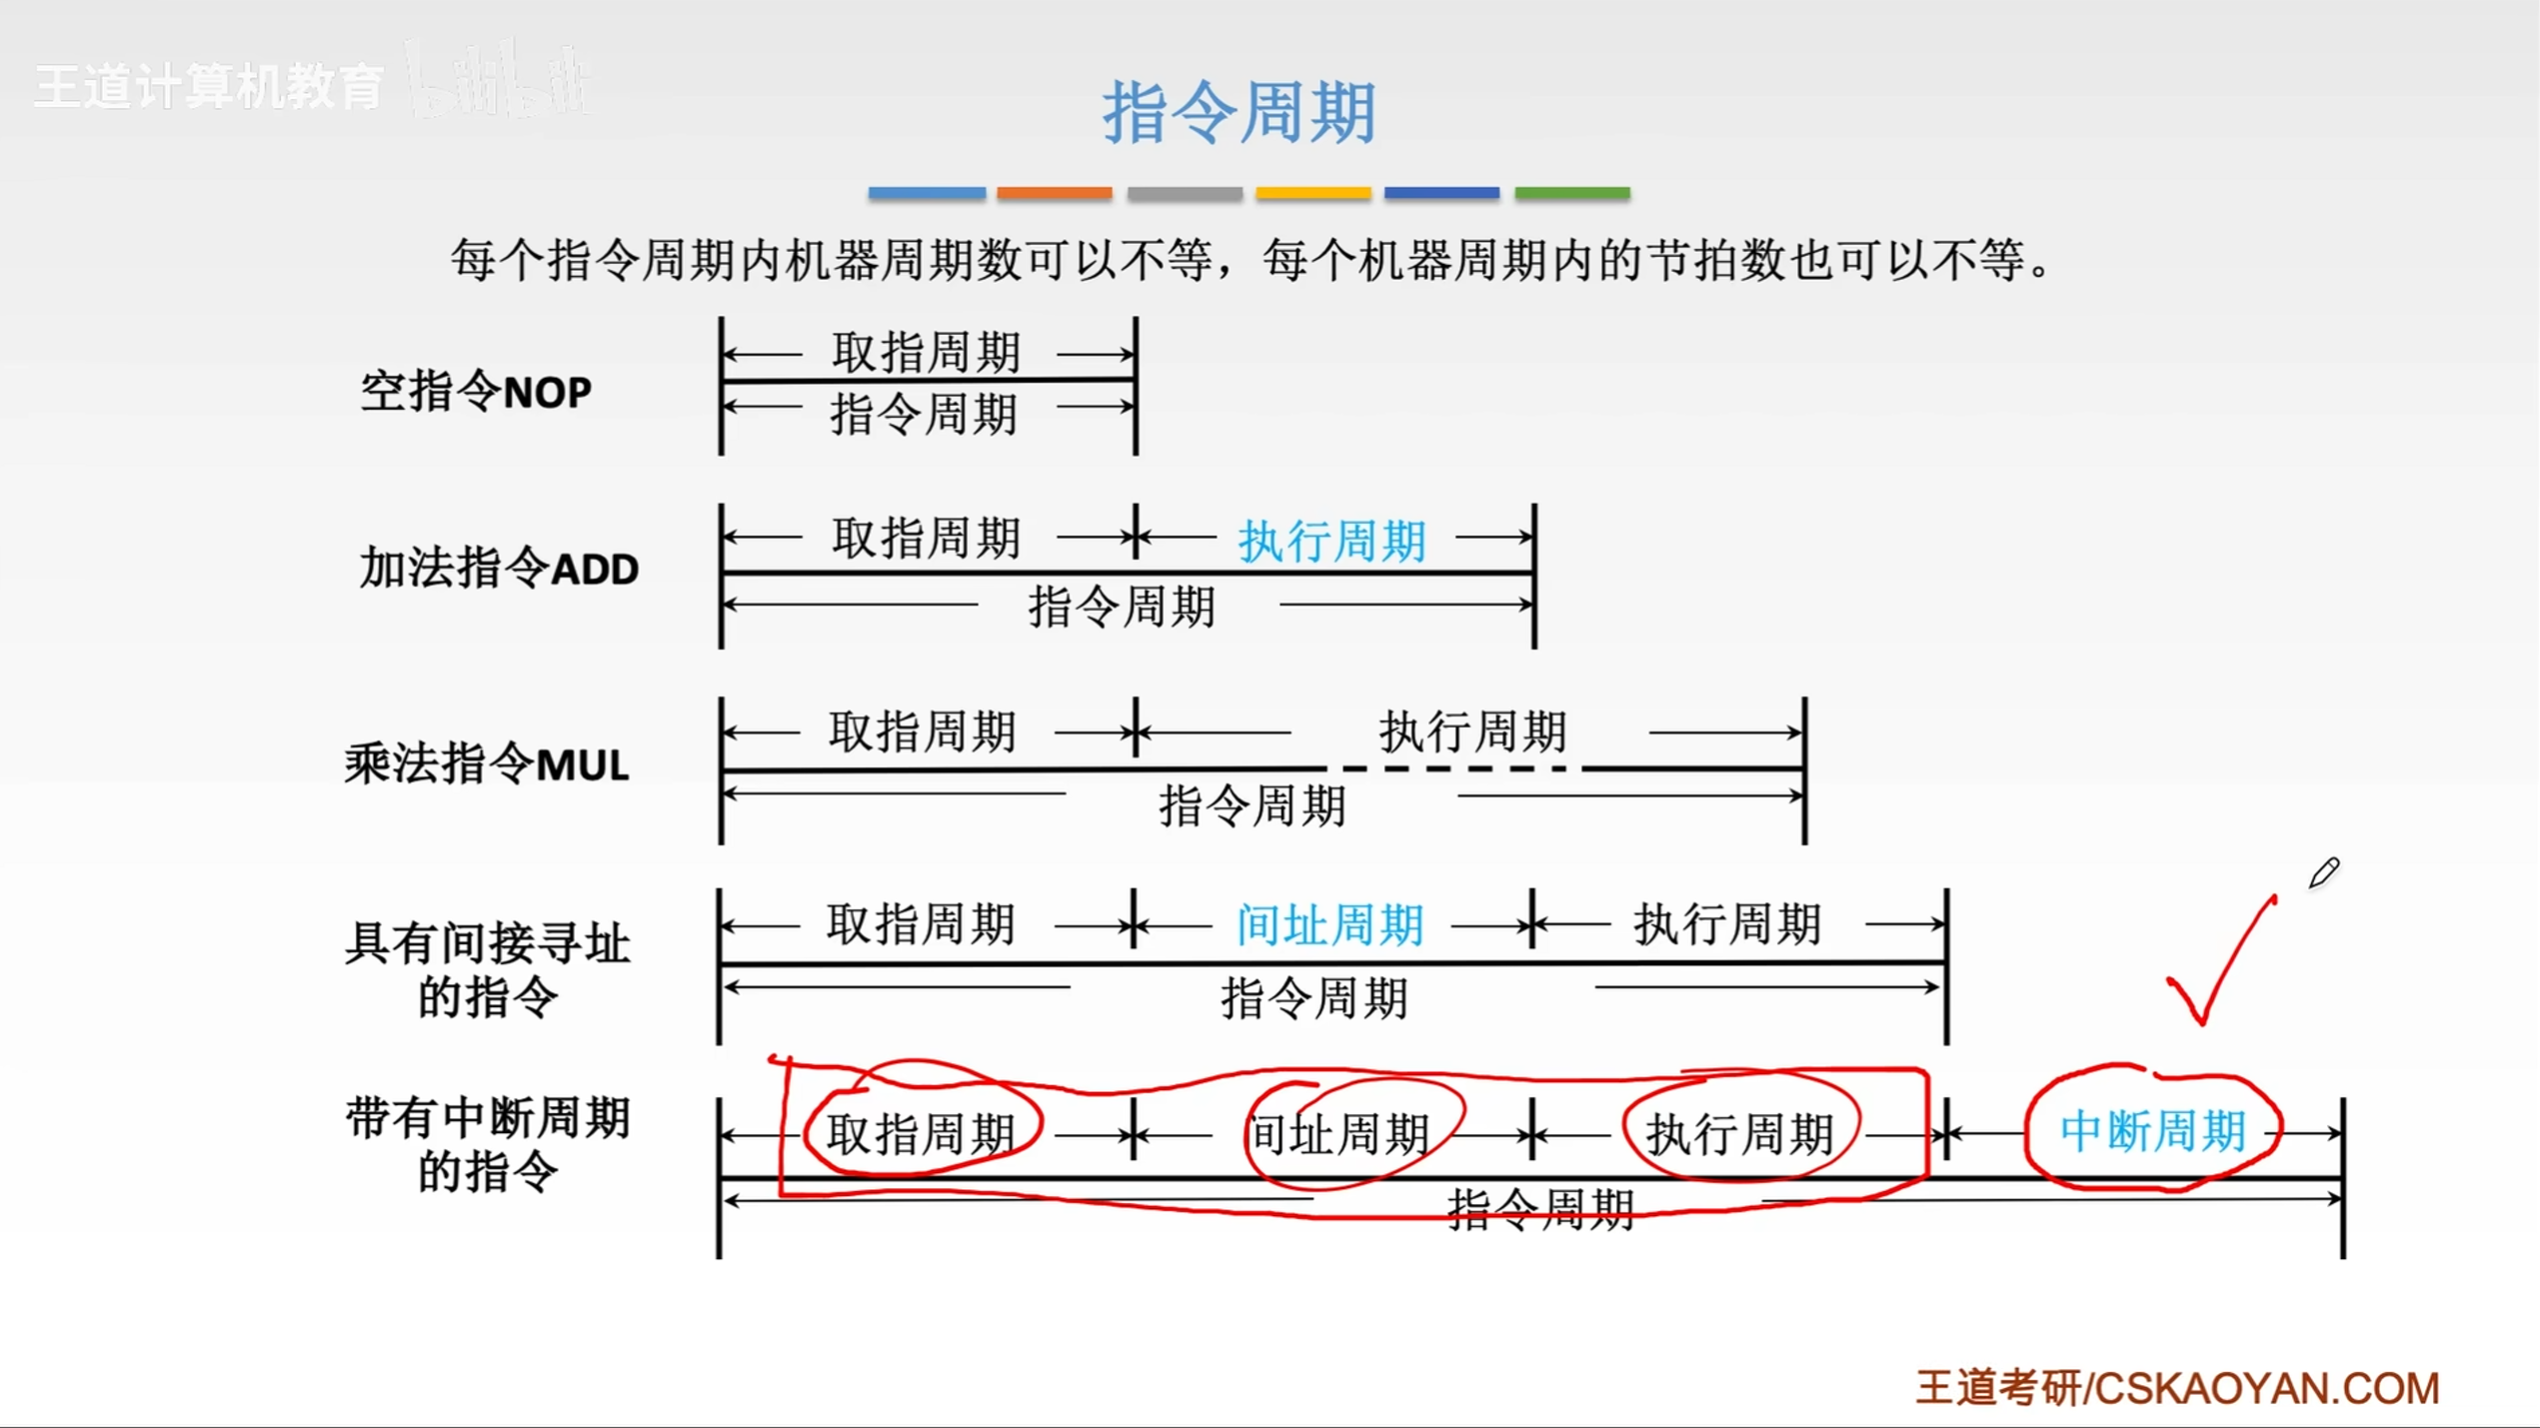 王道计算机教育 bilibili
指令周期
每个指令周期内机器周期数可以不等，每个机器周期内的节拍数也可以不等。
取指周期
空指令NOP
指令周期
取指周期 执行周期
加法指令ADD
指令周期
取指周期 执行周期
乘法指令MUL
指令周期
取指周期 间址周期 执行周期
具有间接寻址
的指令
指令周期
带有中断周期
的指令
取指周期 间址周期 执行周期 中断周期
指令周期
王道考研/CSKAOYAN.COM